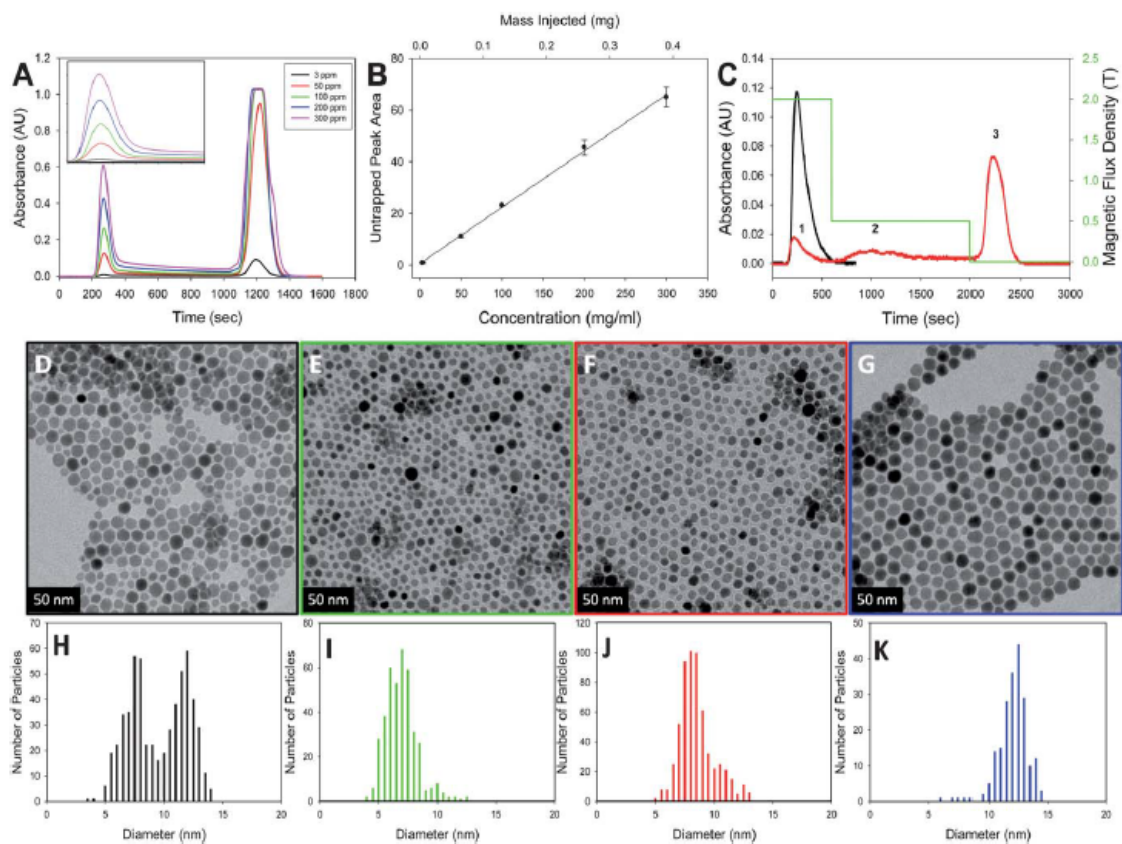 Mass Injected (mg)
0.0 0.1 0.2 0.3 0.4
A
Absorbance (AU)
1.2
1.0
0.8
0.6
0.4
0.2
0.0
3 ppm
50 ppm
100 ppm
200 ppm
300 ppm
0 200 400 600 800 1000 1200 1400 1600 1800
Time (sec)
B
Untrapped Peak Area
80
60
40
20
0
0 50 100 150 200 250 300 350
Concentration (mg/ml)
C
Absorbance (AU)
0.14
0.12
0.10
0.08
0.06
0.04
0.02
0.00
1
2
3
2.5
2.0
1.5
1.0
0.5
0.0
Magnetic Flux Density (T)
0 500 1000 1500 2000 2500 3000
Time (sec)
D
50 nm
E
50 nm
F
50 nm
G
50 nm
H
Number of Particles
70
60
50
40
30
20
10
0
0 5 10 15 20
Diameter (nm)
I
Number of Particles
80
60
40
20
0
0 5 10 15 20
Diameter (nm)
J
Number of Particles
120
100
80
60
40
20
0
0 5 10 15 20
Diameter (nm)
K
Number of Particles
50
40
30
20
10
0
0 5 10 15 20
Diameter (nm)